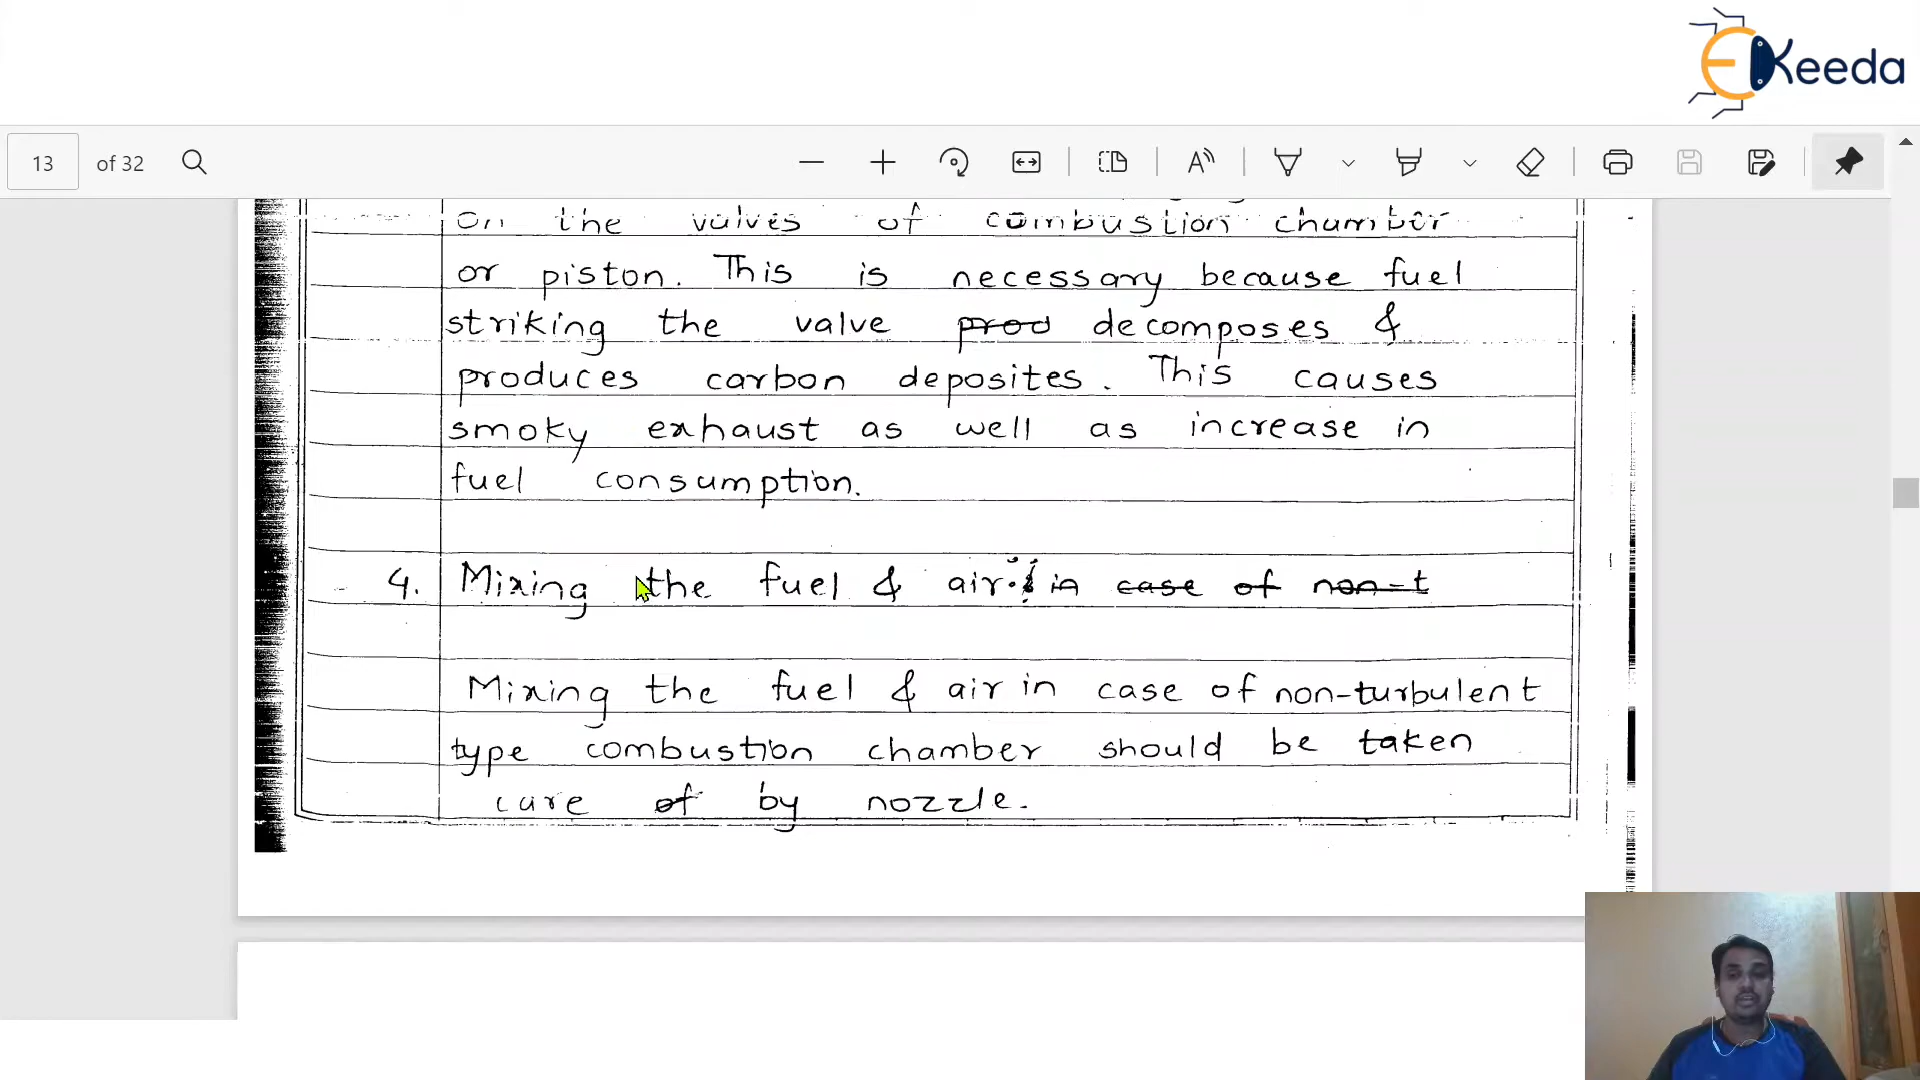 EKeeda
13 of 32
on the valves of combustion chamber
or piston. This is necessary because fuel
striking the valve prod decomposes &
produces carbon deposites. This causes
smoky exhaust as well as increase in
fuel consumption.
4. Mixing the fuel & air. in case of non-t
Mixing the fuel & air in case of non-turbulent
type combustion chamber should be taken
care of by nozzle.